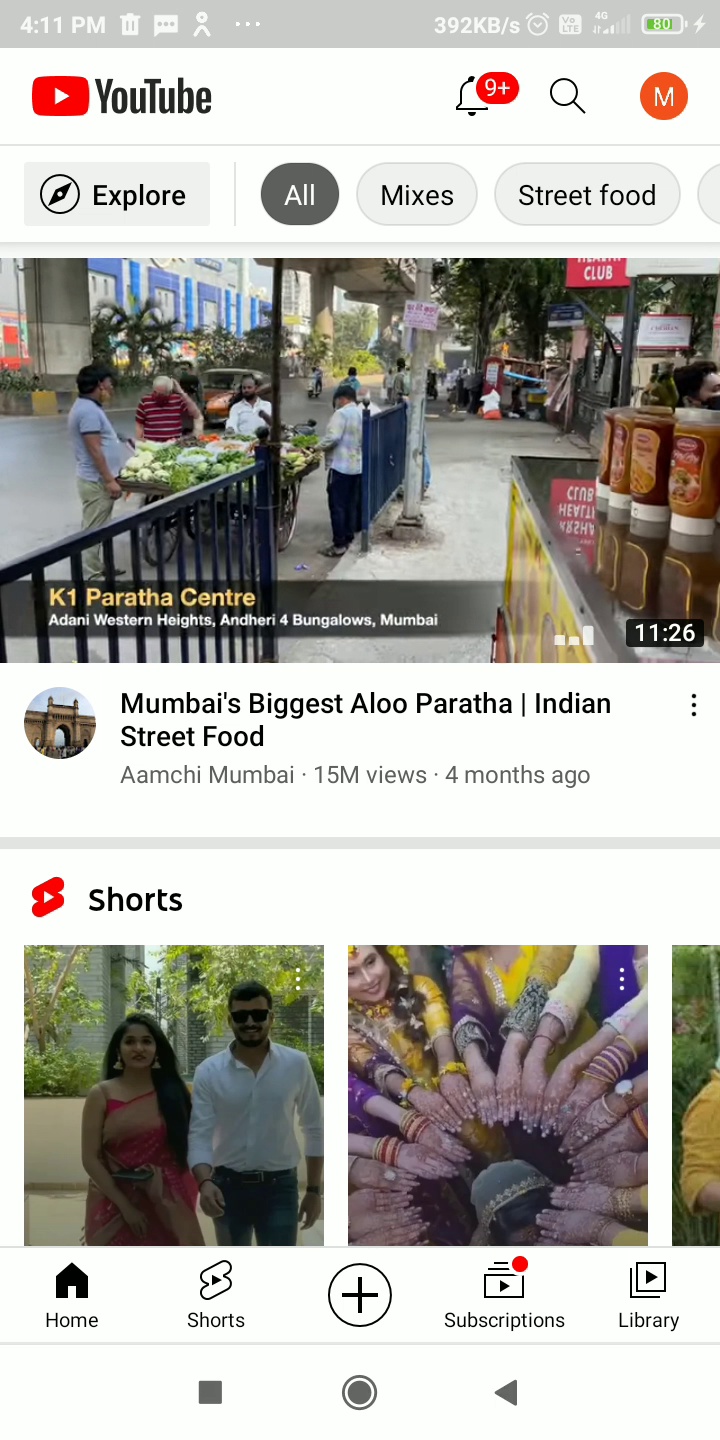 4:11 PM
392KB/s
Vo
LTE
4G
80
YouTube
9+
M
Explore
All
Mixes
Street food
CLUB
K1 Paratha Centre
Adani Western Heights, Andheri 4 Bungalows, Mumbai
11:26
Mumbai's Biggest Aloo Paratha | Indian
Street Food
Aamchi Mumbai · 15M views · 4 months ago
Shorts
Home
Shorts
Subscriptions
Library